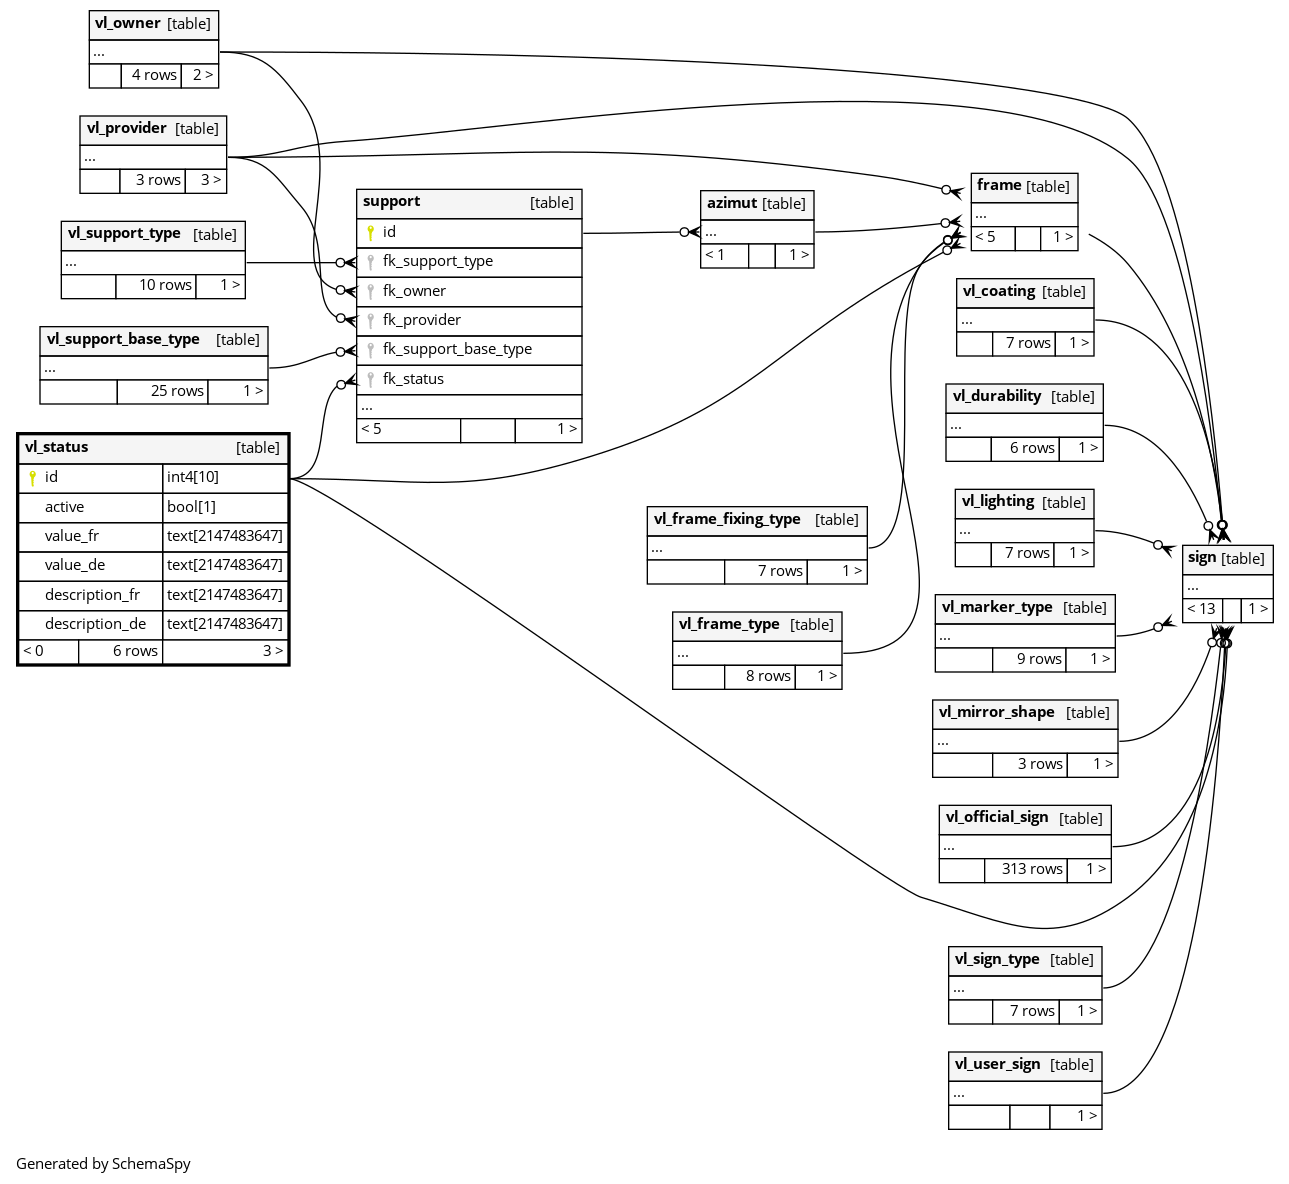 vl_owner [table]
...
4 rows 2 >
vl_provider [table]
...
3 rows 3 >
vl_support_type [table]
...
10 rows 1 >
vl_support_base_type [table]
...
25 rows 1 >
vl_status [table]
id int4[10]
active bool[1]
value_fr text[2147483647]
value_de text[2147483647]
description_fr text[2147483647]
description_de text[2147483647]
< 0 6 rows 3 >
support [table]
id
fk_support_type
fk_owner
fk_provider
fk_support_base_type
fk_status
...
< 5 1 >
azimut [table]
...
< 1 1 >
vl_frame_fixing_type [table]
...
7 rows 1 >
vl_frame_type [table]
...
8 rows 1 >
frame [table]
...
< 5 1 >
vl_coating [table]
...
7 rows 1 >
vl_durability [table]
...
6 rows 1 >
vl_lighting [table]
...
7 rows 1 >
vl_marker_type [table]
...
9 rows 1 >
vl_mirror_shape [table]
...
3 rows 1 >
vl_official_sign [table]
...
313 rows 1 >
vl_sign_type [table]
...
7 rows 1 >
vl_user_sign [table]
...
1 >
sign [table]
...
< 13 1 >
Generated by SchemaSpy